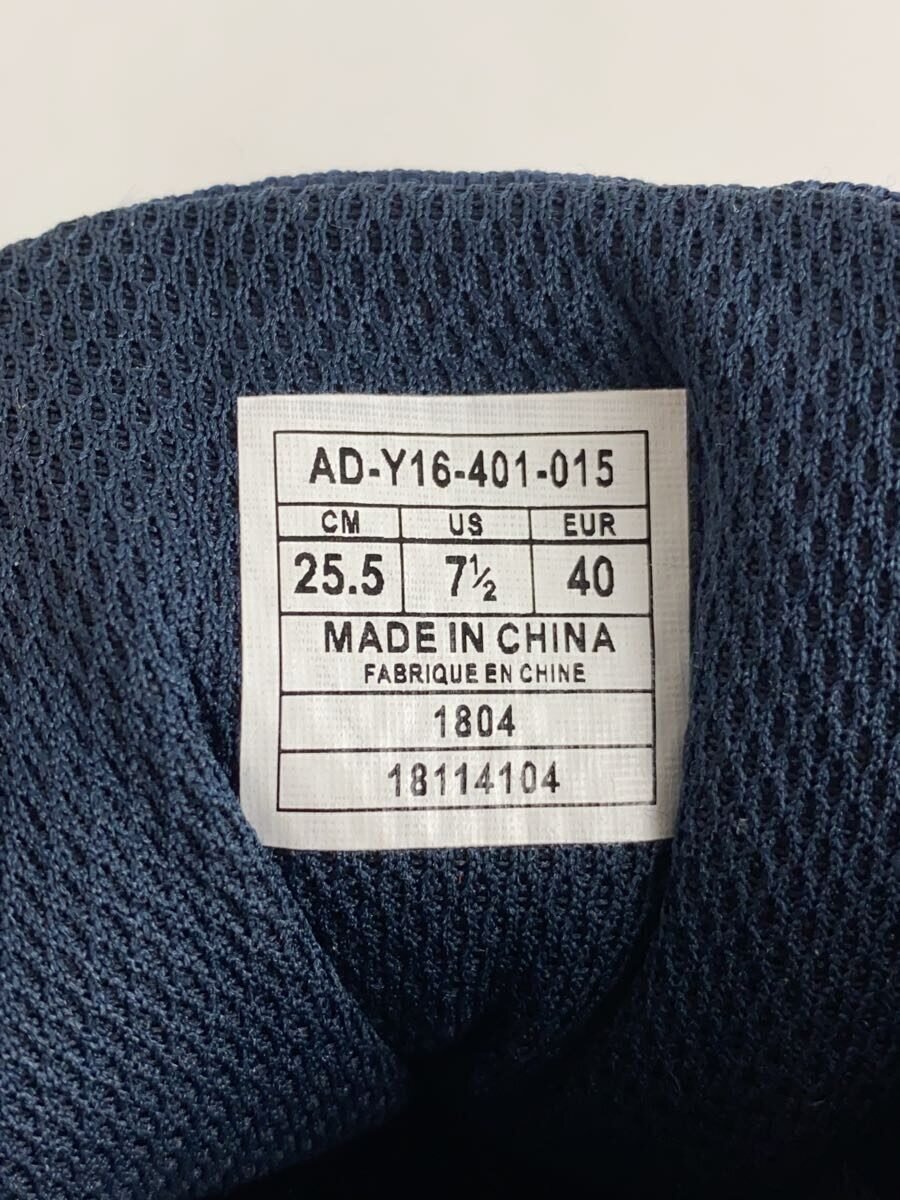 AD-Y16-401-015
CM US EUR
25.5 7½ 40
MADE IN CHINA
FABRIQUE EN CHINE
1804
18114104